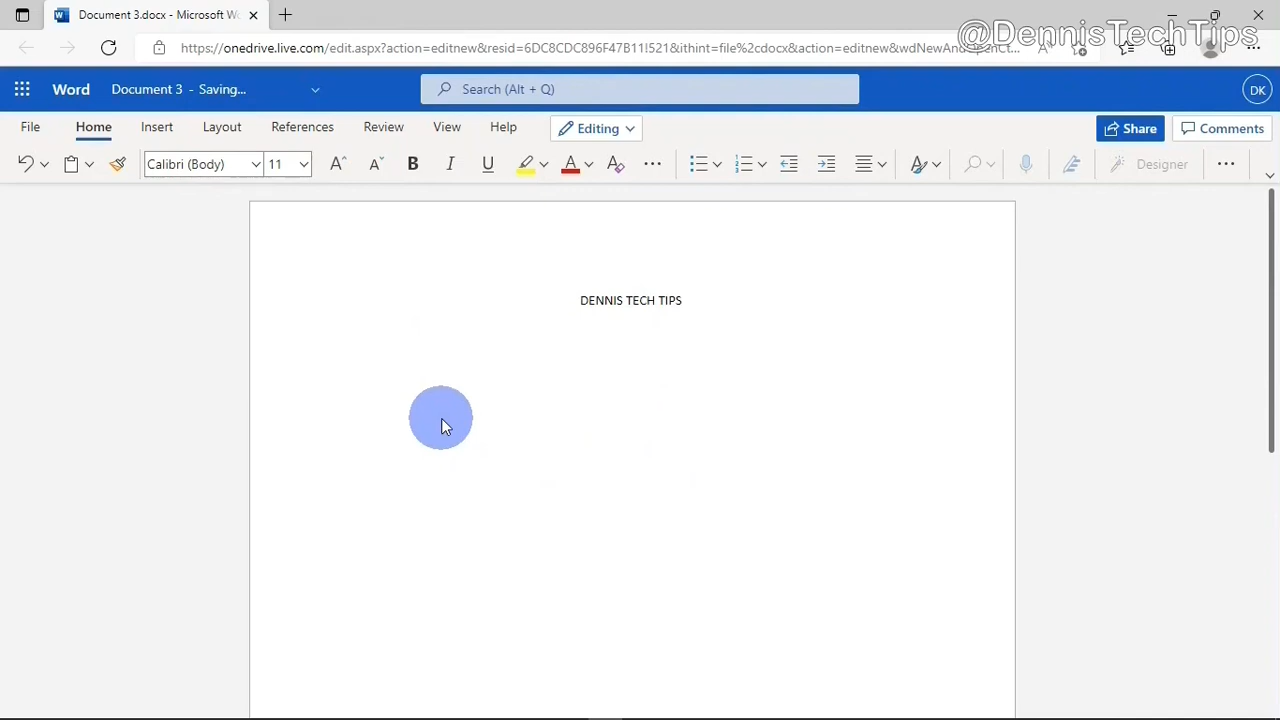 Document 3.docx - Microsoft Wo
@DennisTechTips
https://onedrive.live.com/edit.aspx?action=editnew&resid=6DC8CDC896F47B11!521&ithint=file%2cdocx&action=editnew&wdNewAnd
Word Document 3 - Saving... Search (Alt + Q) DK
File Home Insert Layout References Review View Help Editing Share Comments
Calibri (Body) 11 A A B I U A A Designer
DENNIS TECH TIPS